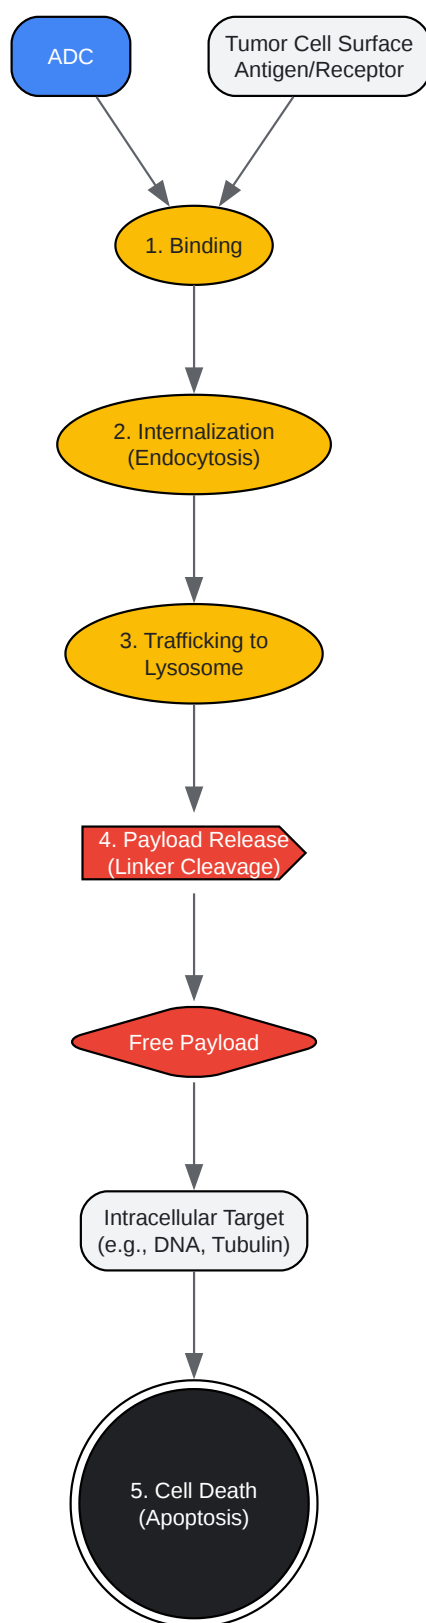 ADC
Tumor Cell Surface
Antigen/Receptor
1. Binding
2. Internalization
(Endocytosis)
3. Trafficking to
Lysosome
4. Payload Release
(Linker Cleavage)
Free Payload
Intracellular Target
(e.g., DNA, Tubulin)
5. Cell Death
(Apoptosis)